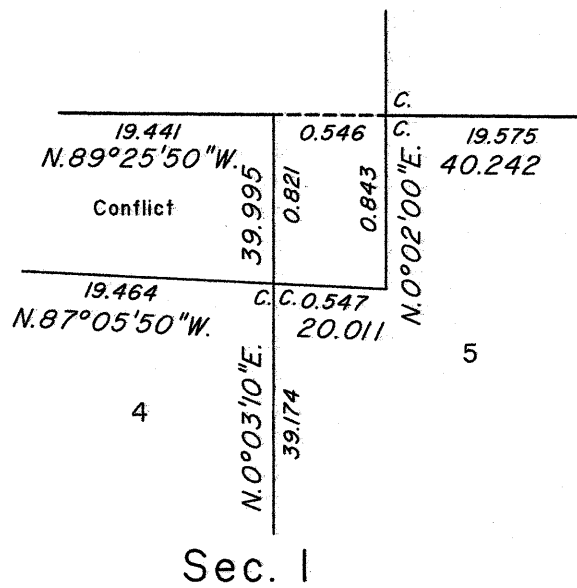 C.
19.441 0.546 C. 19.575
N.89°25'50"W. 40.242
39.995
0.821
0.843
N.0°02'00"E.
Conflict
19.464 C. C. 0.547
N.87°05'50"W. 20.011
5
4
N.0°03'10"E.
39.174
Sec. 1